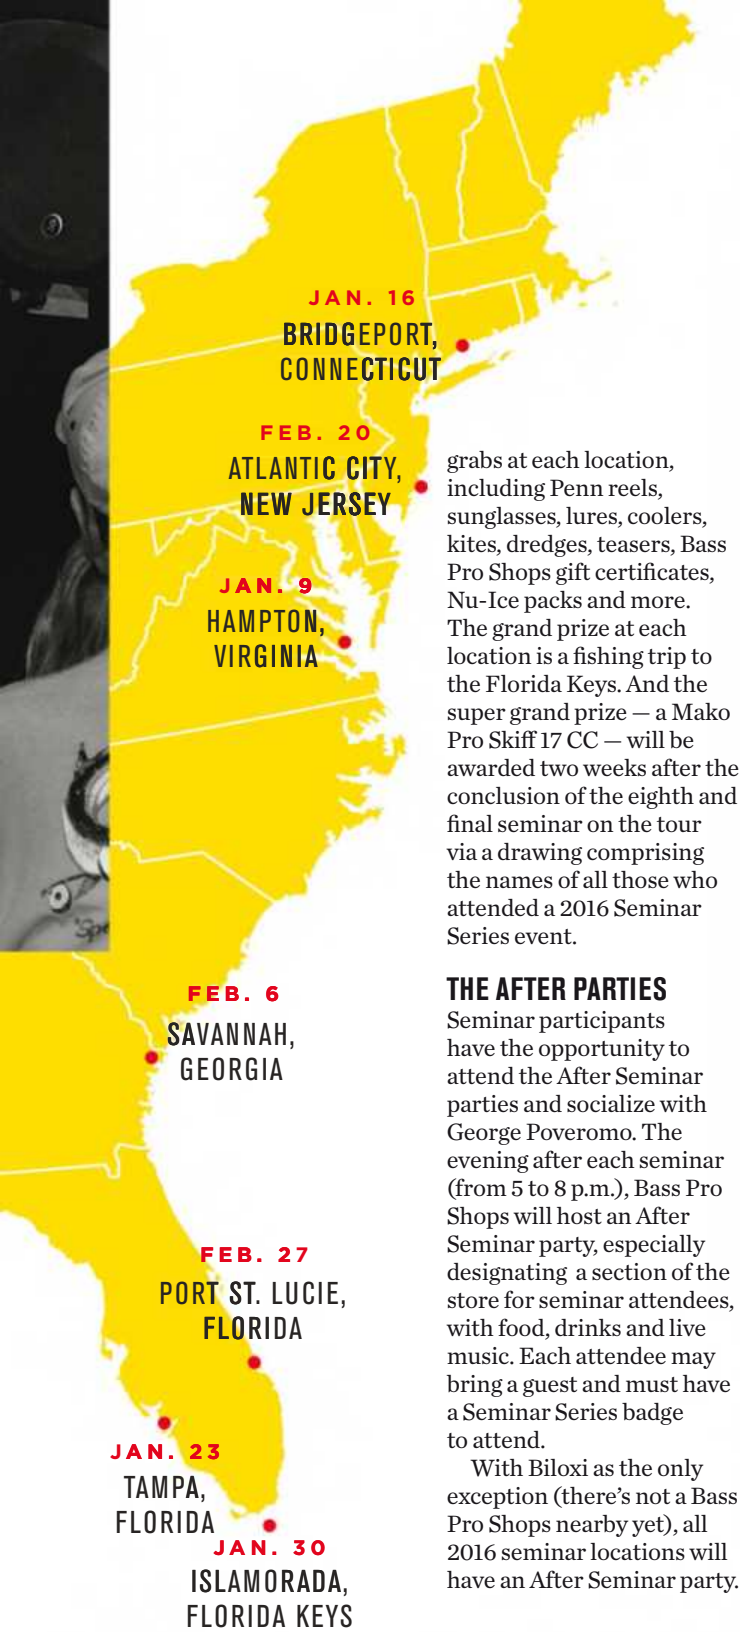 JAN. 16
BRIDGEPORT,
CONNECTICUT
FEB. 20
ATLANTIC CITY,
NEW JERSEY
JAN. 9
HAMPTON,
VIRGINIA
FEB. 6
SAVANNAH,
GEORGIA
FEB. 27
PORT ST. LUCIE,
FLORIDA
JAN. 23
TAMPA,
FLORIDA
JAN. 30
ISLAMORADA,
FLORIDA KEYS
grabs at each location,
including Penn reels,
sunglasses, lures, coolers,
kites, dredges, teasers, Bass
Pro Shops gift certificates,
Nu-Ice packs and more.
The grand prize at each
location is a fishing trip to
the Florida Keys. And the
super grand prize — a Mako
Pro Skiff 17 CC — will be
awarded two weeks after the
conclusion of the eighth and
final seminar on the tour
via a drawing comprising
the names of all those who
attended a 2016 Seminar
Series event.
THE AFTER PARTIES
Seminar participants
have the opportunity to
attend the After Seminar
parties and socialize with
George Poveromo. The
evening after each seminar
(from 5 to 8 p.m.), Bass Pro
Shops will host an After
Seminar party, especially
designating a section of the
store for seminar attendees,
with food, drinks and live
music. Each attendee may
bring a guest and must have
a Seminar Series badge
to attend.
With Biloxi as the only
exception (there's not a Bass
Pro Shops nearby yet), all
2016 seminar locations will
have an After Seminar party.